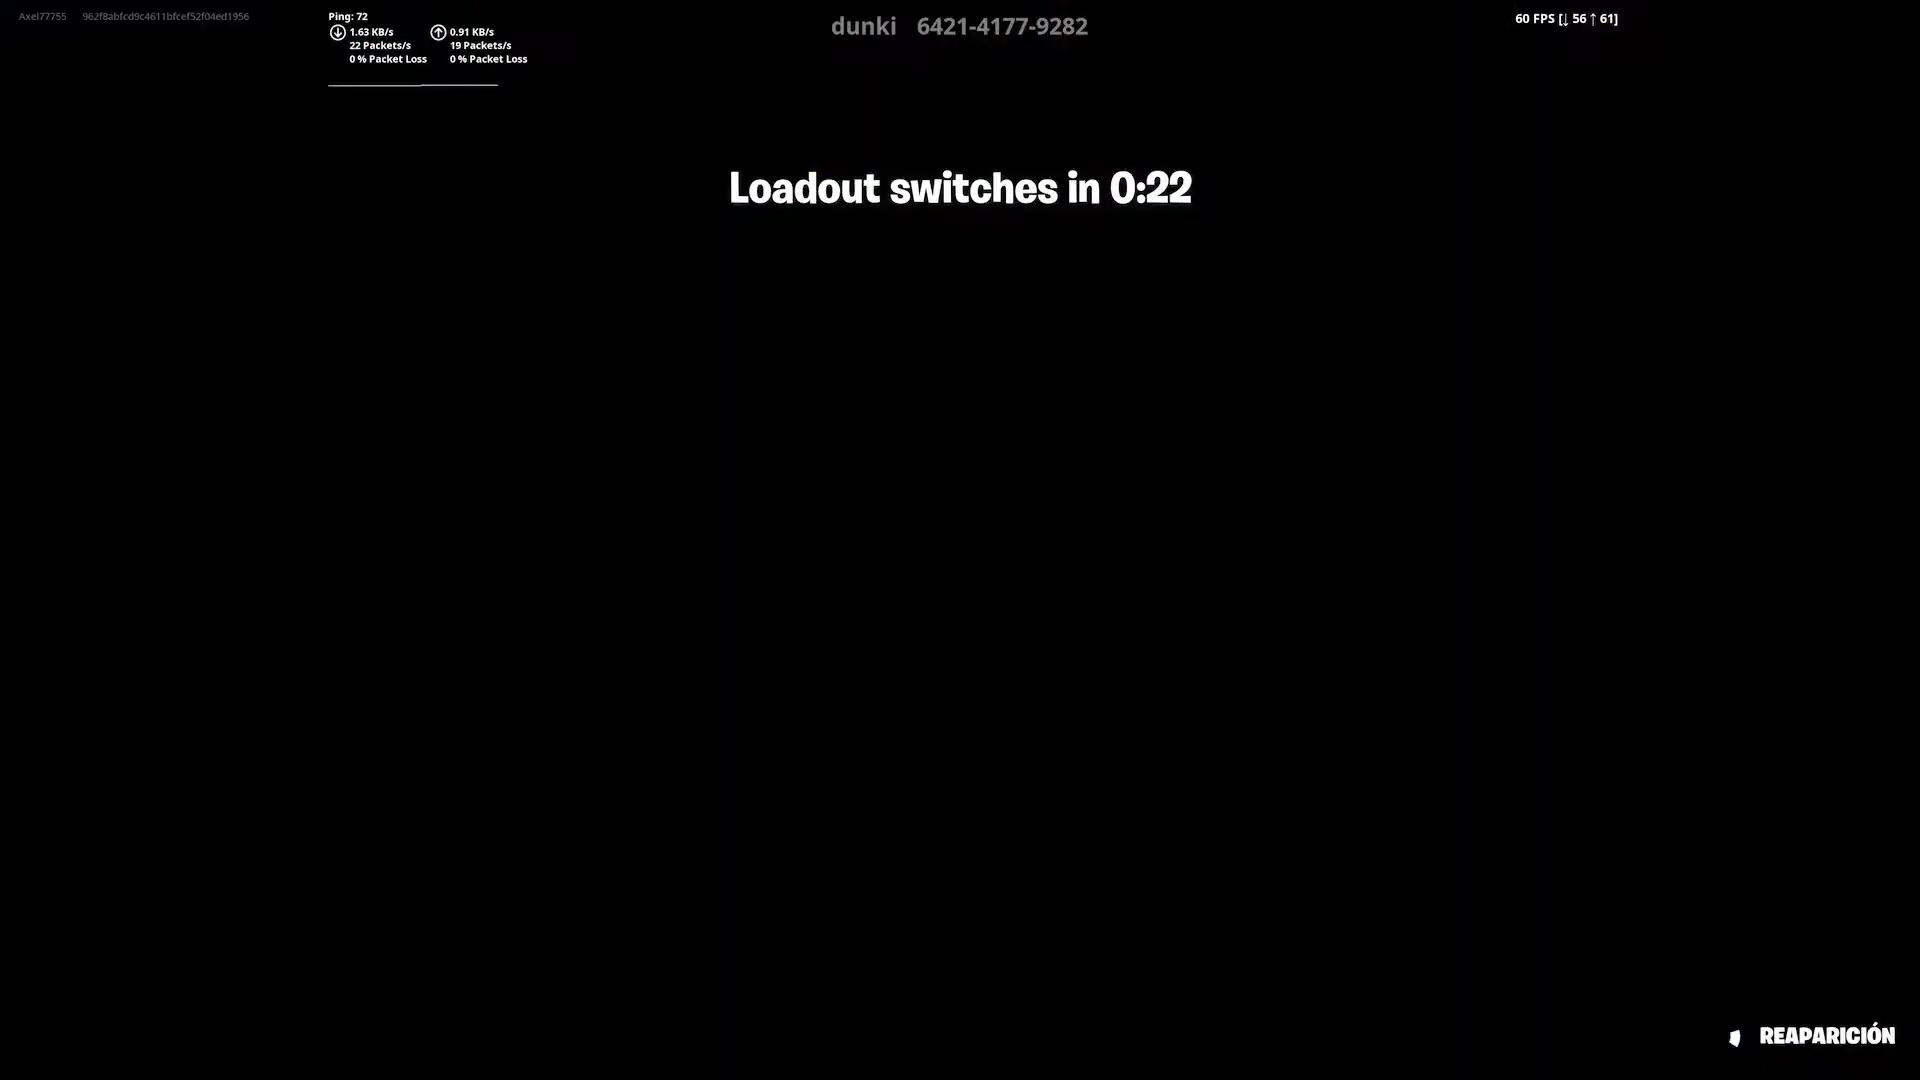 Axel77755 962f8abfcd9c4611bfcef52f04ed1956
Ping: 72
1.63 KB/s 0.91 KB/s
22 Packets/s 19 Packets/s
0 % Packet Loss 0 % Packet Loss
dunki 6421-4177-9282
60 FPS [↓ 56 ↑ 61]
Loadout switches in 0:22
REAPARICIÓN